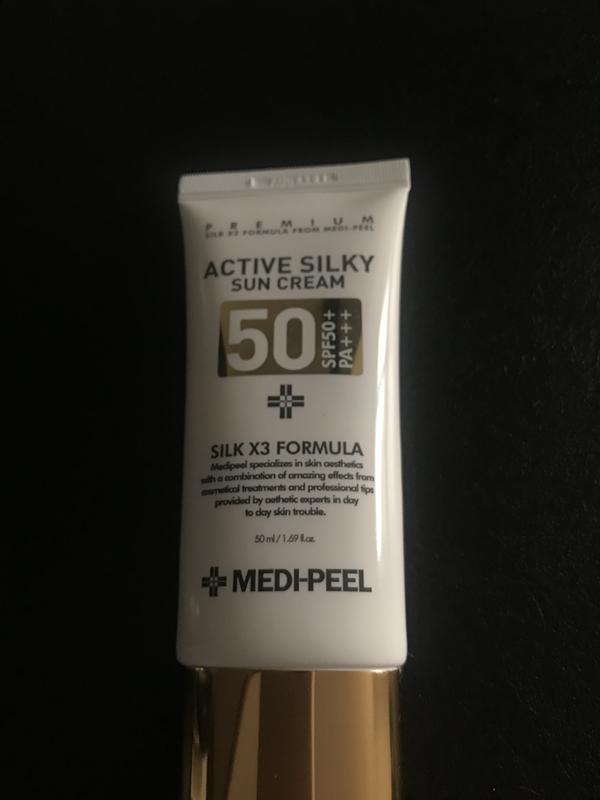 PREMIUM
SILK X3 FORMULA FROM MEDI-PEEL
ACTIVE SILKY
SUN CREAM
50 SPF50+
PA+++
SILK X3 FORMULA
Medipeel specializes in skin aesthetics
with a combination of amazing effects from
cosmetical treatments and professional tips
provided by aethetic experts in day
to day skin trouble.
50 ml / 1.69 fl.oz.
MEDI-PEEL